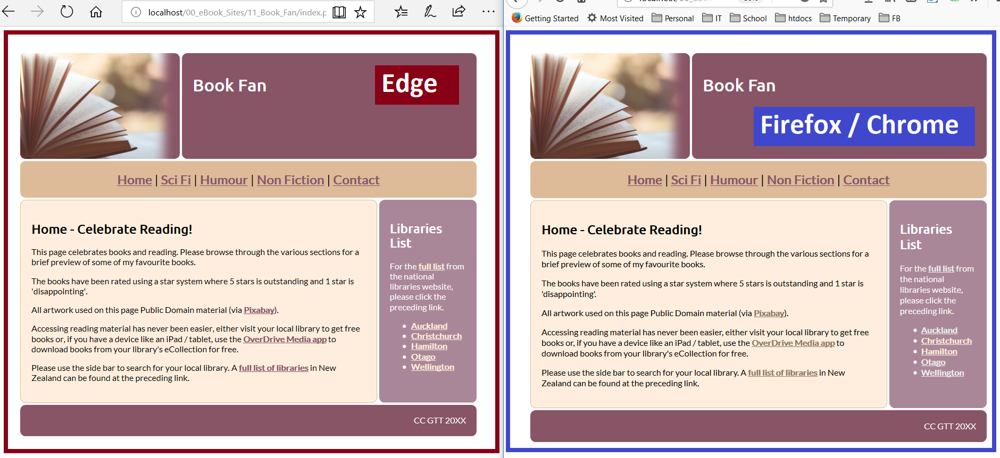 localhost/00_eBook_Sites/11_Book_Fan/index.p
Book Fan
Edge
Home | Sci Fi | Humour | Non Fiction | Contact
Home - Celebrate Reading!
This page celebrates books and reading. Please browse through the various sections for a
brief preview of some of my favourite books.
The books have been rated using a star system where 5 stars is outstanding and 1 star is
'disappointing'.
All artwork used on this page Public Domain material (via Pixabay).
Accessing reading material has never been easier, either visit your local library to get free
books or, if you have a device like an iPad / tablet, use the OverDrive Media app to
download books from your library's eCollection for free.
Please use the side bar to search for your local library. A full list of libraries in New
Zealand can be found at the preceding link.
Libraries
List
For the full list from
the national
libraries website,
please click the
preceding link.
• Auckland
• Christchurch
• Hamilton
• Otago
• Wellington
CC GTT 20XX
Getting Started Most Visited Personal IT School htdocs Temporary FB
Book Fan
Firefox / Chrome
Home | Sci Fi | Humour | Non Fiction | Contact
Home - Celebrate Reading!
This page celebrates books and reading. Please browse through the various sections for a
brief preview of some of my favourite books.
The books have been rated using a star system where 5 stars is outstanding and 1 star is
'disappointing'.
All artwork used on this page Public Domain material (via Pixabay).
Accessing reading material has never been easier, either visit your local library to get free
books or, if you have a device like an iPad / tablet, use the OverDrive Media app to
download books from your library's eCollection for free.
Please use the side bar to search for your local library. A full list of libraries in New
Zealand can be found at the preceding link.
Libraries
List
For the full list from
the national
libraries website,
please click the
preceding link.
• Auckland
• Christchurch
• Hamilton
• Otago
• Wellington
CC GTT 20XX